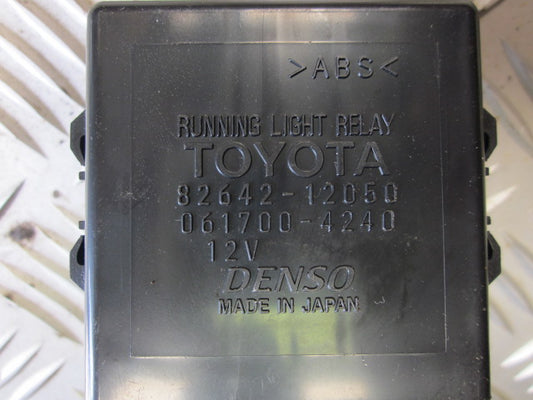 >ABS<
RUNNING LIGHT RELAY
TOYOTA
82642-12050
061700-4240
12V
DENSO
MADE IN JAPAN